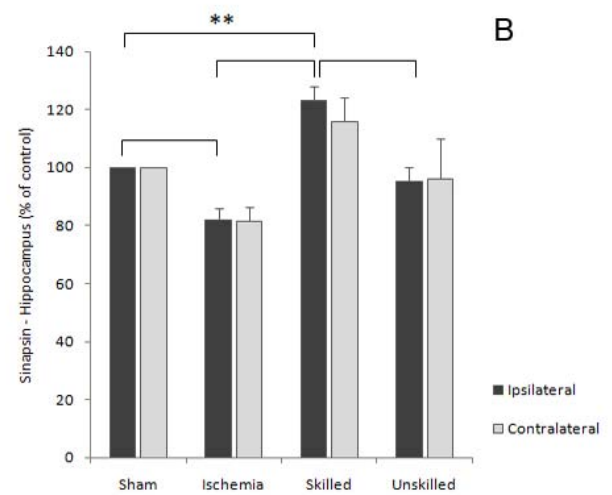 **
B
140
120
100
80
60
40
20
0
Sinapsin - Hippocampus (% of control)
Sham Ischemia Skilled Unskilled
Ipsilateral
Contralateral